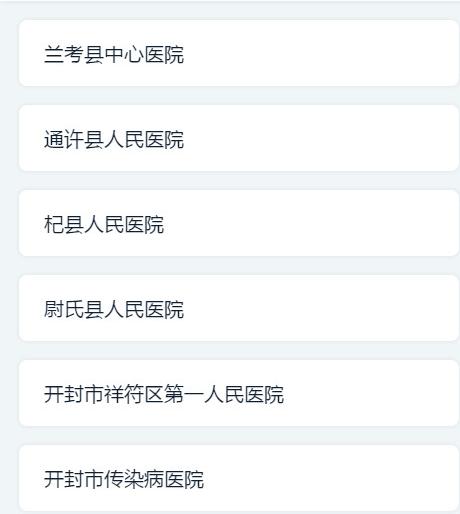 兰考县中心医院
通许县人民医院
杞县人民医院
尉氏县人民医院
开封市祥符区第一人民医院
开封市传染病医院